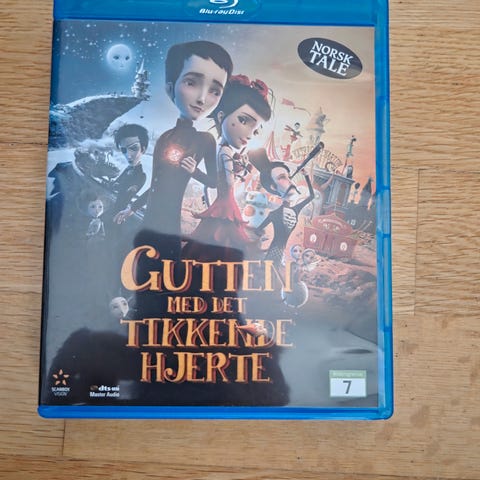 Blu-ray Disc
NORSK
TALE
GUTTEN
MED DET
TIKKENDE
HJERTE
SCANBOX
VISION
dts-HD
Master Audio
7